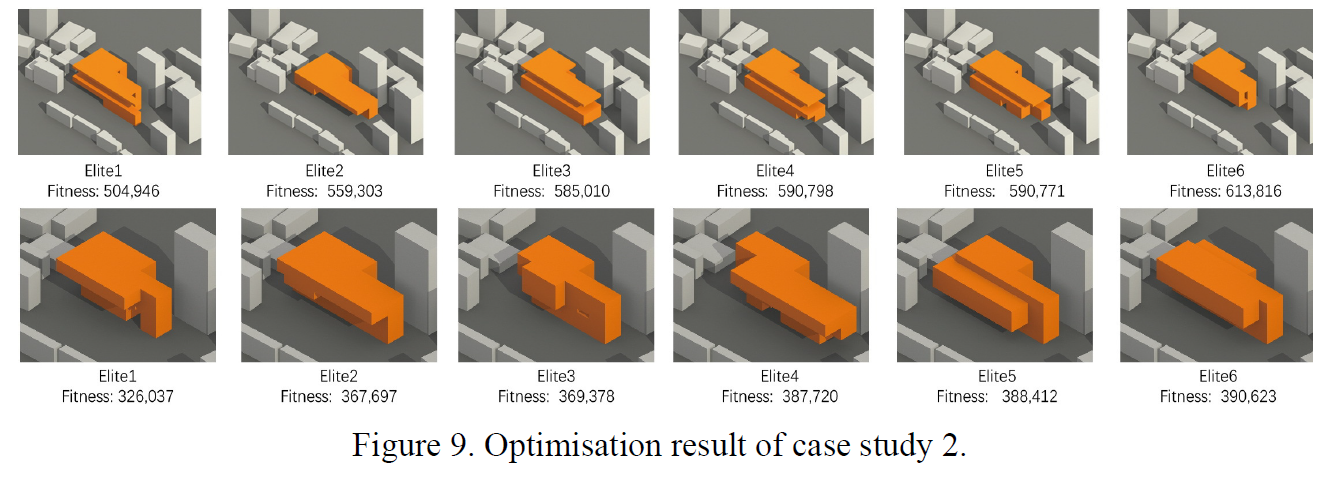 Elite1 Elite2 Elite3 Elite4 Elite5 Elite6
Fitness: 504,946 Fitness: 559,303 Fitness: 585,010 Fitness: 590,798 Fitness: 590,771 Fitness: 613,816
Elite1 Elite2 Elite3 Elite4 Elite5 Elite6
Fitness: 326,037 Fitness: 367,697 Fitness: 369,378 Fitness: 387,720 Fitness: 388,412 Fitness: 390,623
Figure 9. Optimisation result of case study 2.